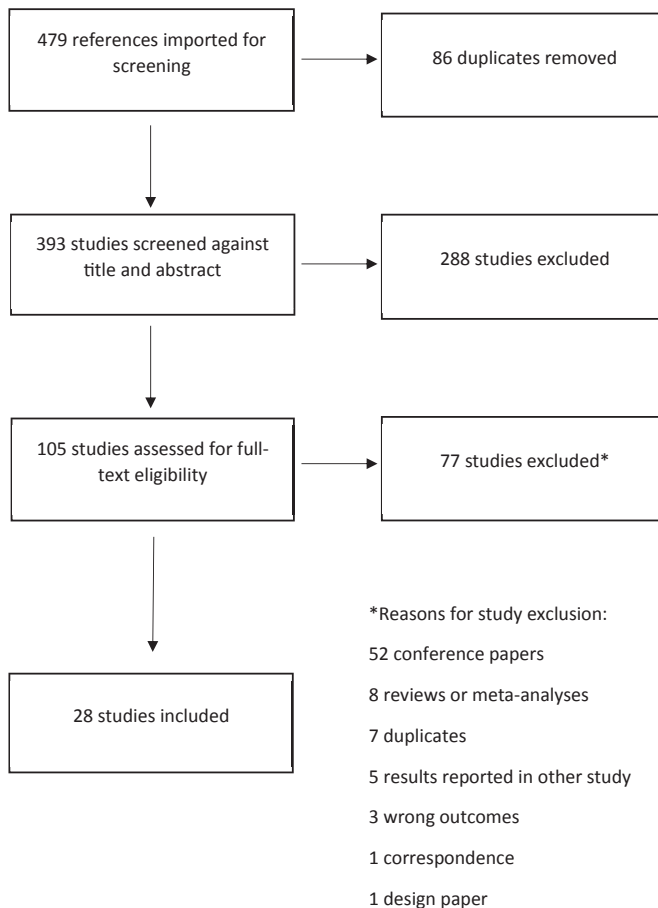 479 references imported for
screening
86 duplicates removed
393 studies screened against
title and abstract
288 studies excluded
105 studies assessed for full-
text eligibility
77 studies excluded*
*Reasons for study exclusion:
52 conference papers
8 reviews or meta-analyses
28 studies included
7 duplicates
5 results reported in other study
3 wrong outcomes
1 correspondence
1 design paper